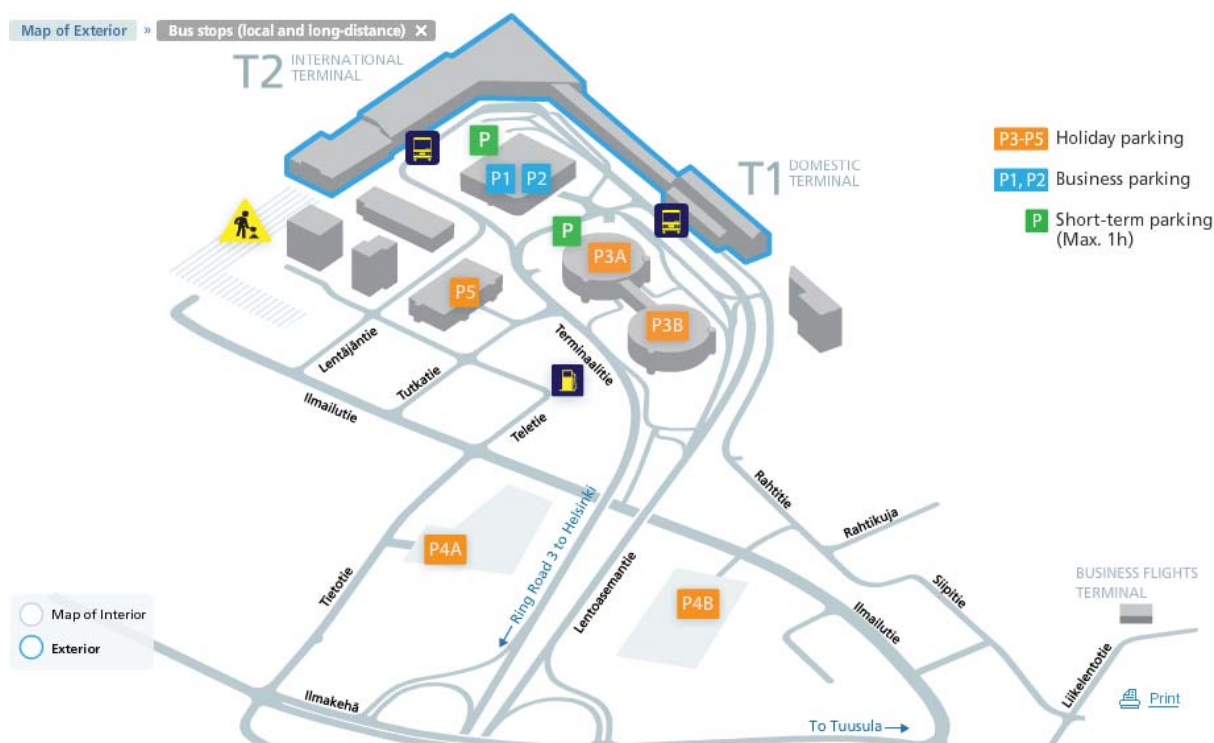 Map of Exterior » Bus stops (local and long-distance) X
T2 INTERNATIONAL
TERMINAL
T1 DOMESTIC
TERMINAL
P3-P5 Holiday parking
P1, P2 Business parking
P Short-term parking
(Max. 1h)
P
P1 P2
P
P3A
P5
P3B
Terminaalitie
Lentäjäntie
Tutkatie
Ilmailutie
Teletie
Rahtitie
Rahtikuja
P4A
Ring Road 3 to Helsinki
Lentoasemantie
Tietotie
P4B
Ilmailutie
Siipitie
BUSINESS FLIGHTS
TERMINAL
Map of Interior
Exterior
Liikelentotie
Ilmakehä
Print
To Tuusula